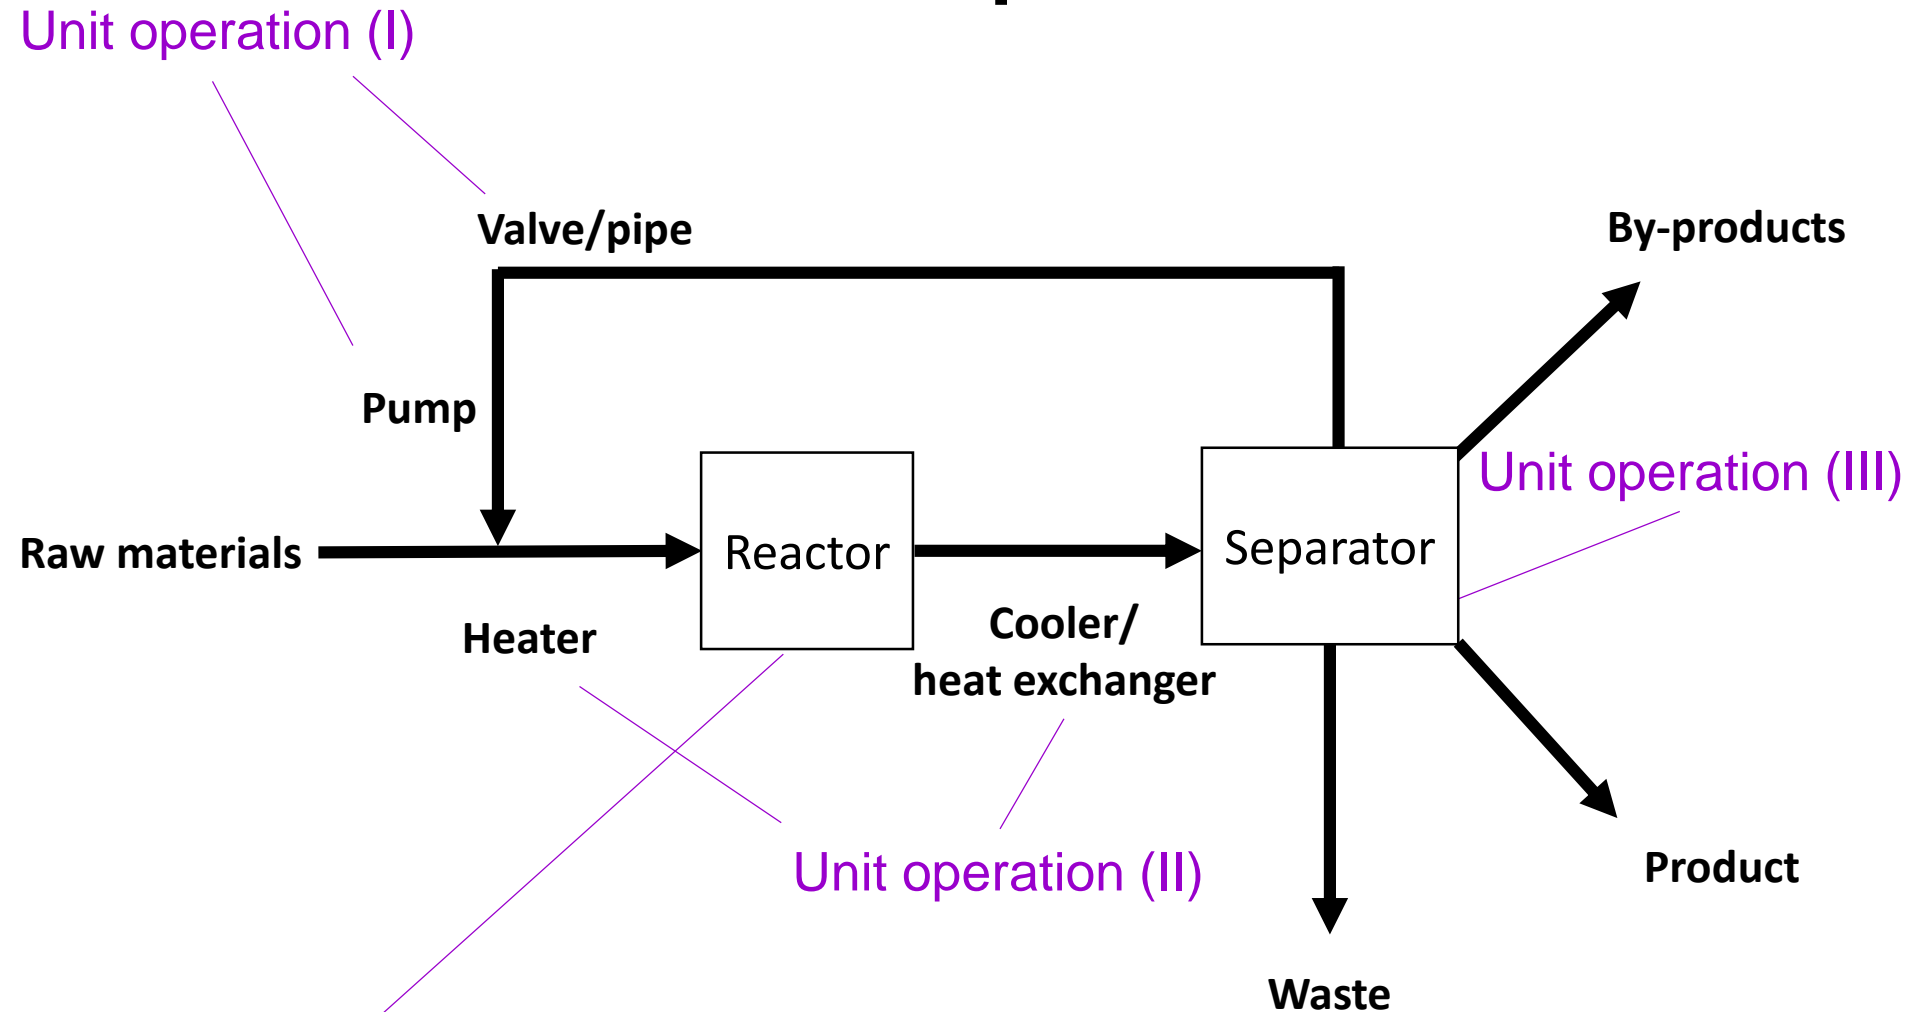 Unit operation (I)
Valve/pipe
By-products
Pump
Unit operation (III)
Raw materials
Reactor
Separator
Heater
Cooler/
heat exchanger
Unit operation (II)
Product
Waste